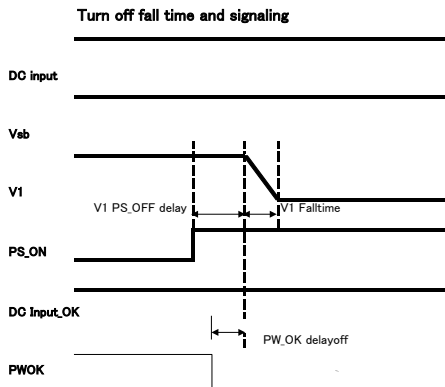 Turn off fall time and signaling
DC input
Vsb
V1
V1 PS_OFF delay
V1 Falltime
PS_ON
DC Input_OK
PW_OK delayoff
PWOK